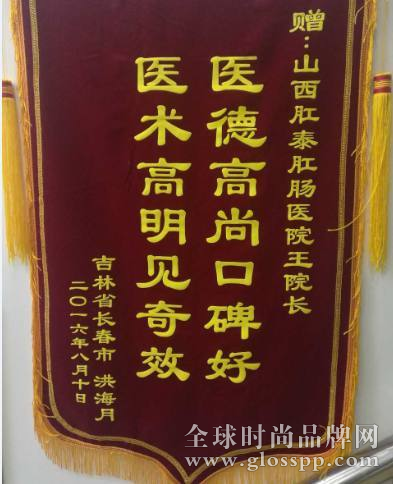 赠：山西肛泰肛肠医院王院长
医德高尚口碑好
医术高明见奇效
吉林省长春市 洪海月
二〇一六年八月十日
全球时尚品牌网
www.glosspp.com